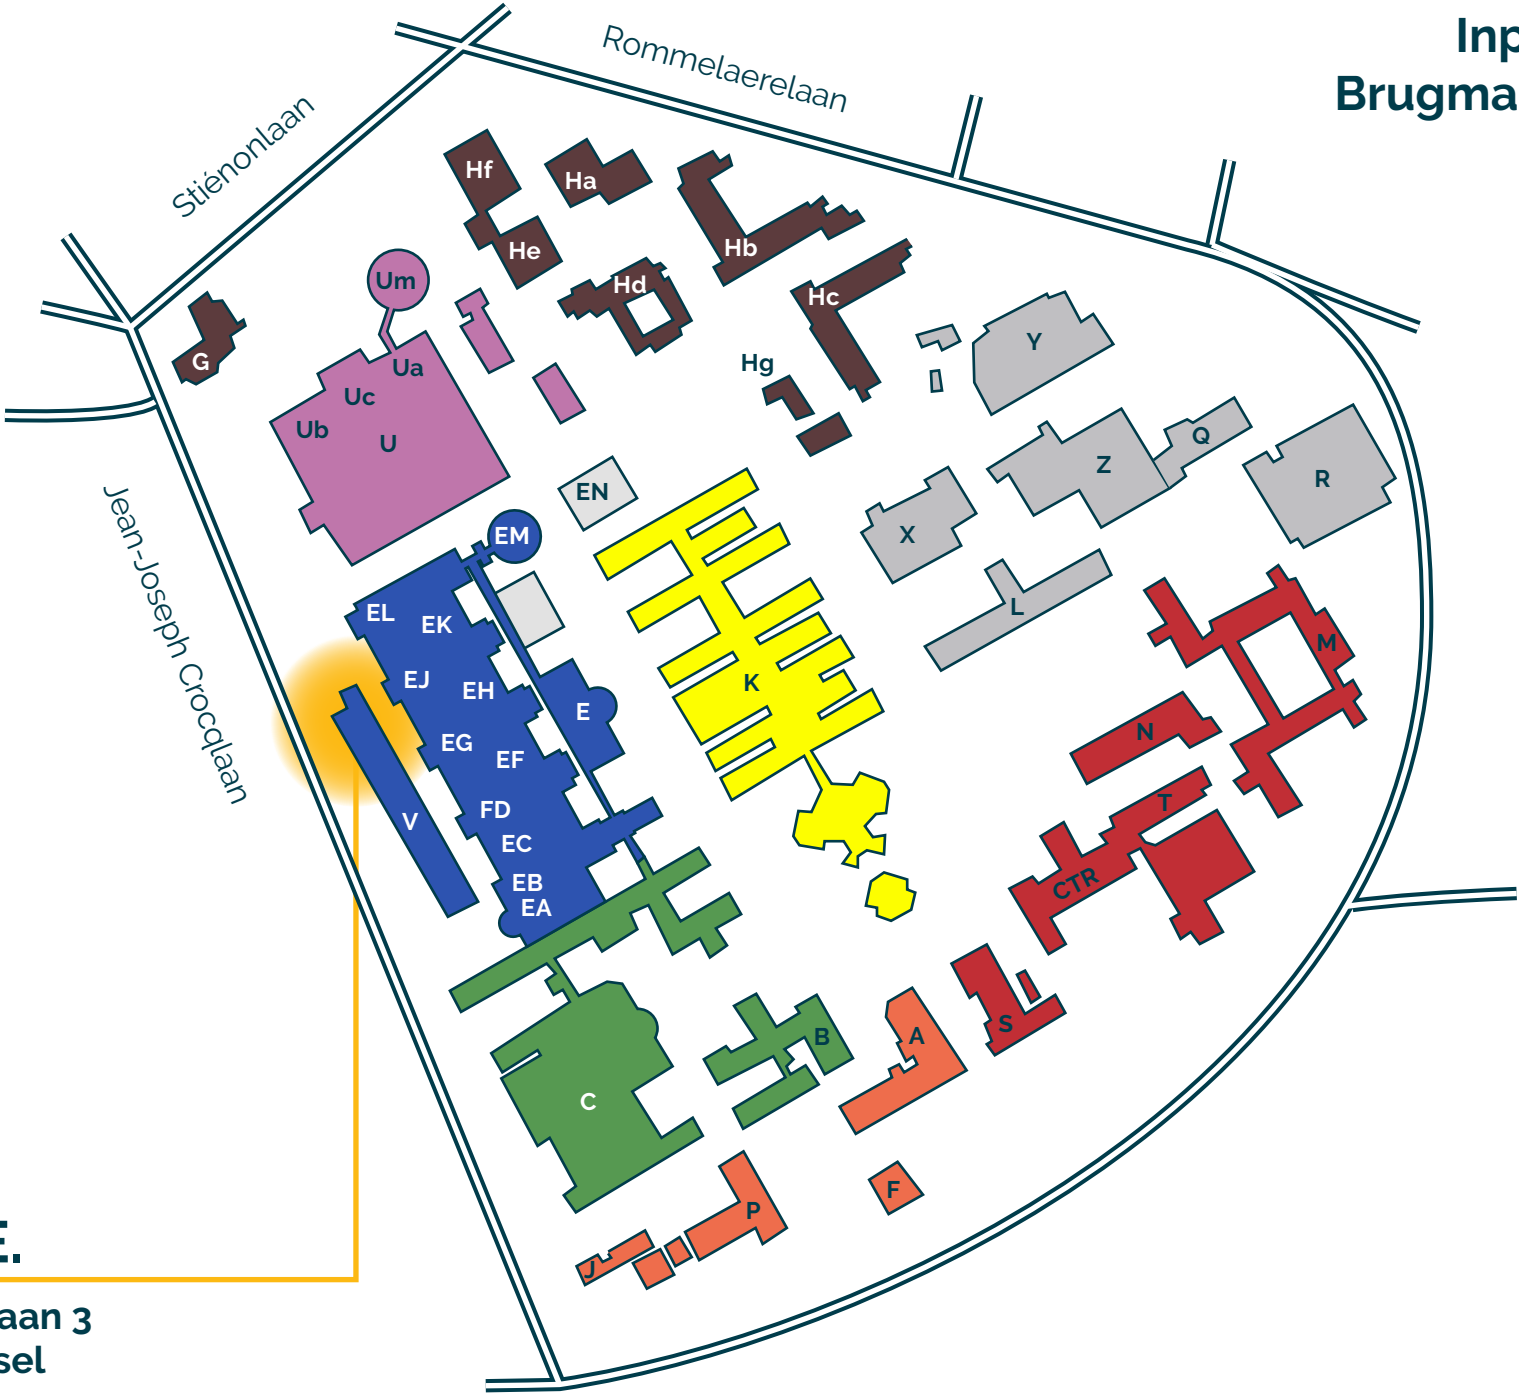 Inp
Brugma
Rommelaerelaan
Stiénonlaan
Jean-Joseph Crocqlaan
Hf
Ha
He
Hb
Hd
Hc
Hg
G
Um
Ua
Uc
Ub
U
EN
EM
Y
Q
Z
R
X
L
EL
EK
EJ
EH
E
EG
EF
V
FD
EC
EB
EA
K
M
N
T
CTR
S
A
B
C
F
P
J
E.
aan 3
sel